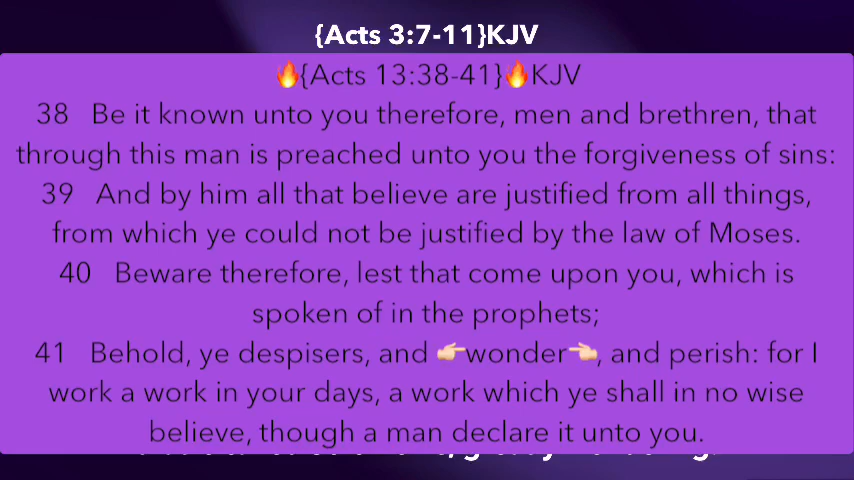 {Acts 3:7-11}KJV
🔥{Acts 13:38-41}🔥KJV
38 Be it known unto you therefore, men and brethren, that
through this man is preached unto you the forgiveness of sins:
39 And by him all that believe are justified from all things,
from which ye could not be justified by the law of Moses.
40 Beware therefore, lest that come upon you, which is
spoken of in the prophets;
41 Behold, ye despisers, and 👉wonder👈, and perish: for I
work a work in your days, a work which ye shall in no wise
believe, though a man declare it unto you.